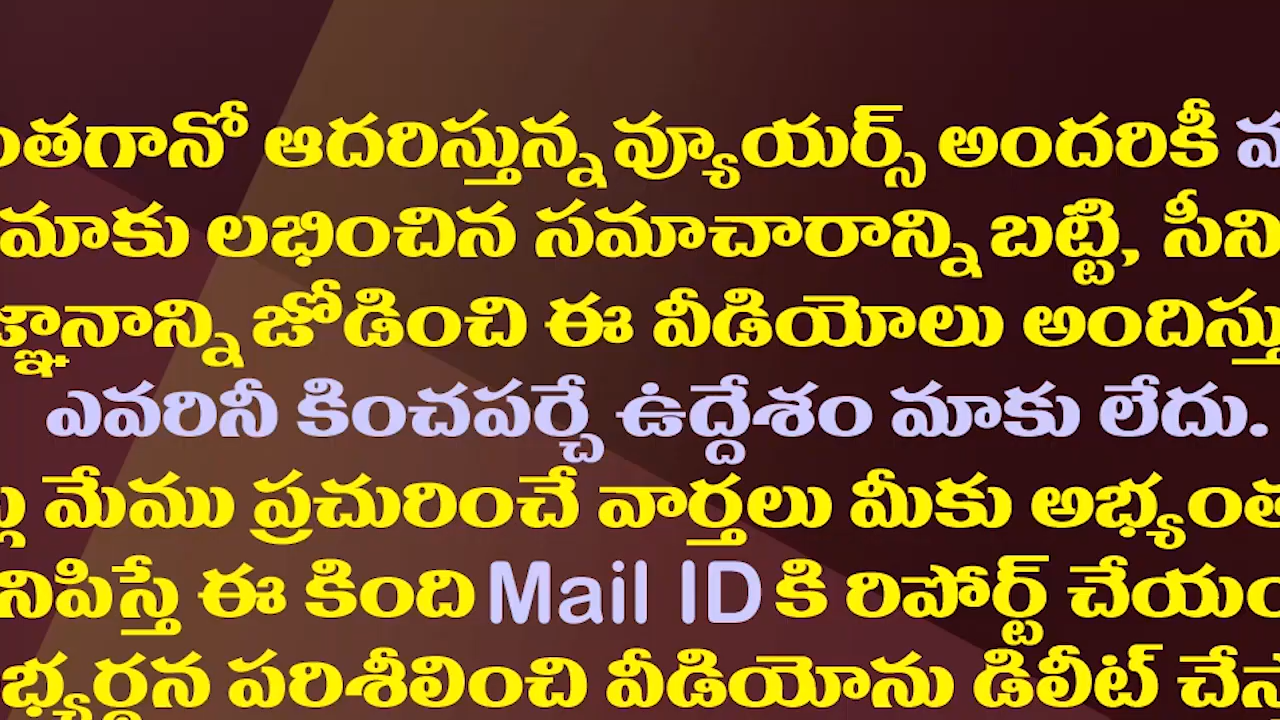 ంతగానో ఆదరిస్తున్న వ్యూయర్స్ అందరికీ
మాకు లభించిన సమాచారాన్ని బట్టి, సీని
జ్ఞానాన్ని జోడించి ఈ వీడియోలు అందిస్తు
ఎవరినీ కించపర్చే ఉద్దేశం మాకు లేదు.
మేము ప్రచురించే వార్తలు మీకు అభ్యంత
నిపిస్తే ఈ కింది Mail ID కి రిపోర్ట్ చేయం
భ్యర్థన పరిశీలించి వీడియోను డిలీట్ చేస